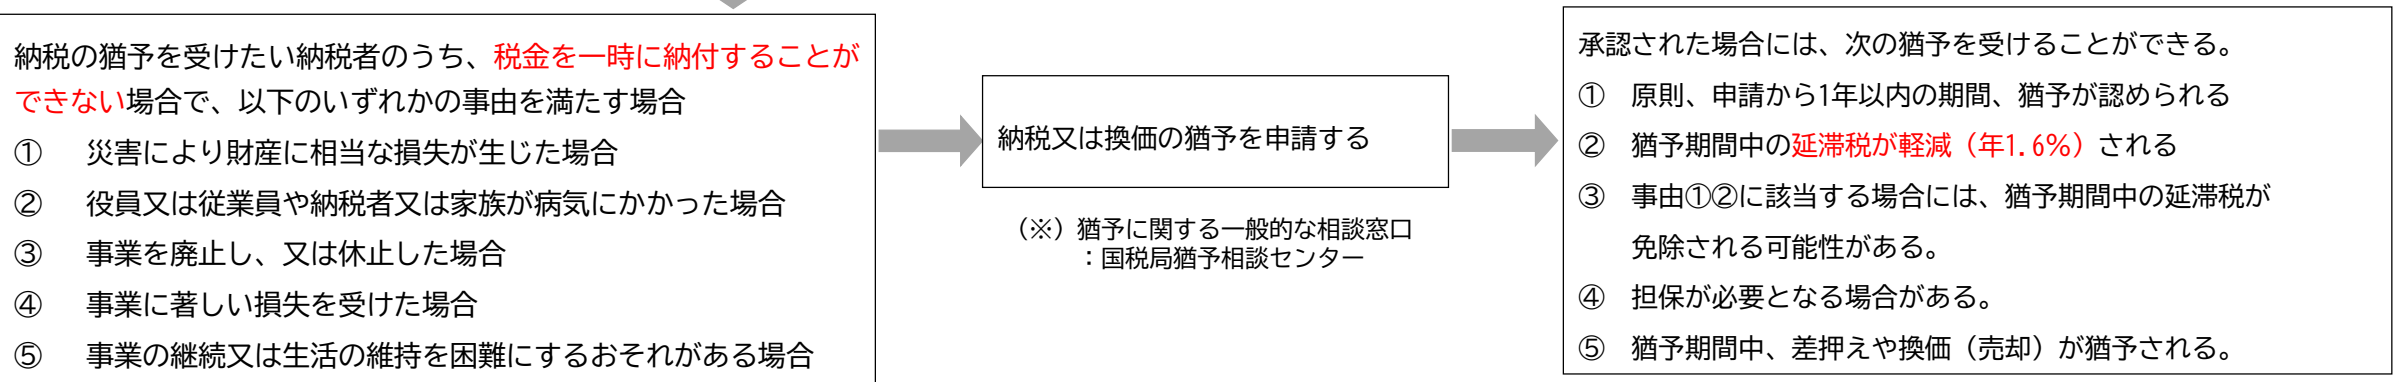 納税の猶予を受けたい納税者のうち、税金を一時に納付することが
できない場合で、以下のいずれかの事由を満たす場合
① 災害により財産に相当な損失が生じた場合
② 役員又は従業員や納税者又は家族が病気にかかった場合
③ 事業を廃止し、又は休止した場合
④ 事業に著しい損失を受けた場合
⑤ 事業の継続又は生活の維持を困難にするおそれがある場合
納税又は換価の猶予を申請する
（※）猶予に関する一般的な相談窓口
：国税局猶予相談センター
承認された場合には、次の猶予を受けることができる。
① 原則、申請から1年以内の期間、猶予が認められる
② 猶予期間中の延滞税が軽減（年1.6%）される
③ 事由①②に該当する場合には、猶予期間中の延滞税が
免除される可能性がある。
④ 担保が必要となる場合がある。
⑤ 猶予期間中、差押えや換価（売却）が猶予される。